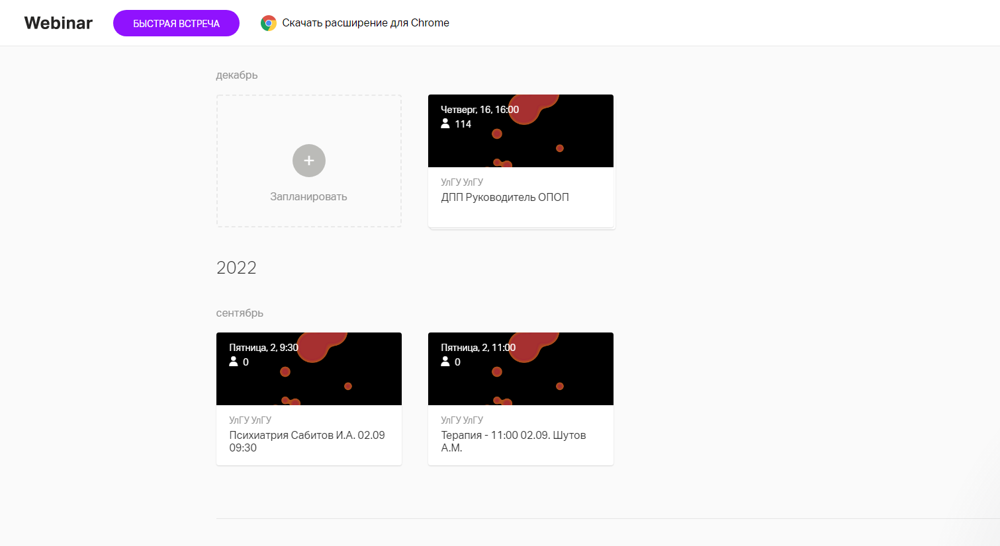 Webinar
БЫСТРАЯ ВСТРЕЧА
Скачать расширение для Chrome
декабрь
Запланировать
Четверг, 16, 16:00
114
УлГУ УлГУ
ДПП Руководитель ОПОП
2022
сентябрь
Пятница, 2, 9:30
0
УлГУ УлГУ
Психиатрия Сабитов И.А. 02.09
09:30
Пятница, 2, 11:00
0
УлГУ УлГУ
Терапия - 11:00 02.09. Шутов
А.М.